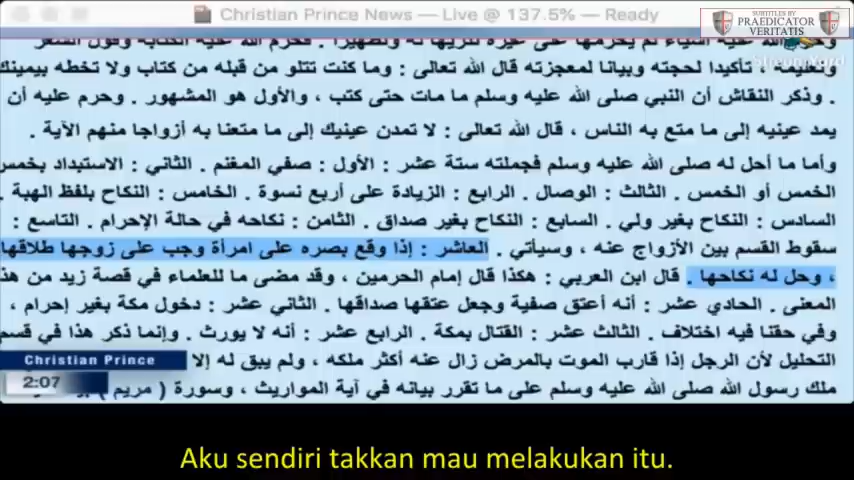 Christian Prince News — Live @ 137.5% — Ready
SUBTITLES BY
PRAEDICATOR
VERITATIS
StreamYard
وتعليمه ، تأكيدا لحجته وبيانا لمعجزته قال الله تعالى : وما كنت تتلو من قبله من كتاب ولا تخطه بيمينك
. وذكر النقاش أن النبي صلى الله عليه وسلم ما مات حتى كتب ، والأول هو المشهور . وحرم عليه أن
يمد عينيه إلى ما متع به الناس ، قال الله تعالى : لا تمدن عينيك إلى ما متعنا به أزواجا منهم الآية .
وأما ما أحل له صلى الله عليه وسلم فجملته ستة عشر : الأول : صفي المغنم . الثاني : الاستبداد بخمس
الخمس أو الخمس . الثالث : الوصال . الرابع : الزيادة على أربع نسوة . الخامس : النكاح بلفظ الهبة .
السادس : النكاح بغير ولي . السابع : النكاح بغير صداق . الثامن : نكاحه في حالة الإحرام . التاسع :
سقوط القسم بين الأزواج عنه ، وسيأتي . العاشر : إذا وقع بصره على امرأة وجب على زوجها طلاقها
، وحل له نكاحها . قال ابن العربي : هكذا قال إمام الحرمين ، وقد مضى ما للعلماء في قصة زيد من هذ
المعنى . الحادي عشر : أنه أعتق صفية وجعل عتقها صداقها . الثاني عشر : دخول مكة بغير إحرام ،
وفي حقنا فيه اختلاف . الثالث عشر : القتال بمكة . الرابع عشر : أنه لا يورث . وإنما ذكر هذا في قسم
التحليل لأن الرجل إذا قارب الموت بالمرض زال عنه أكثر ملكه ، ولم يبق له إلا
ملك رسول الله صلى الله عليه وسلم على ما تقرر بيانه في آية المواريث ، وسورة ( مريم )
Christian Prince
2:07
Aku sendiri takkan mau melakukan itu.